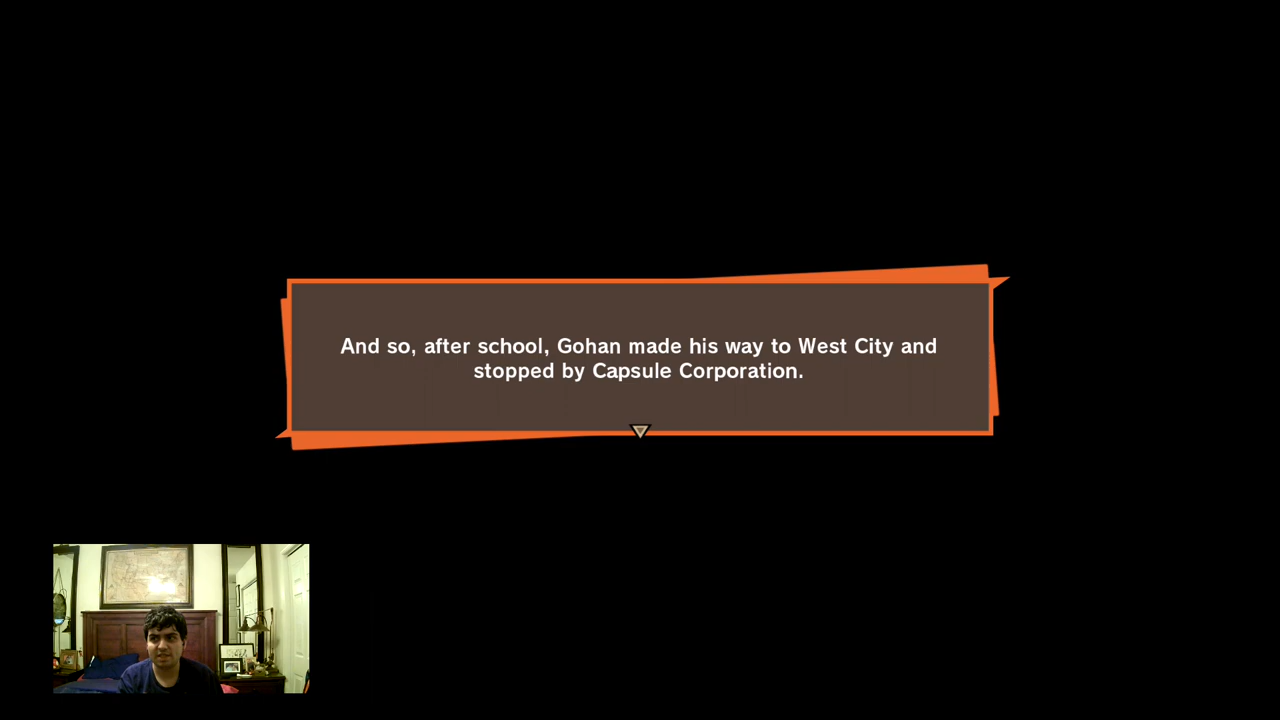 And so, after school, Gohan made his way to West City and
stopped by Capsule Corporation.